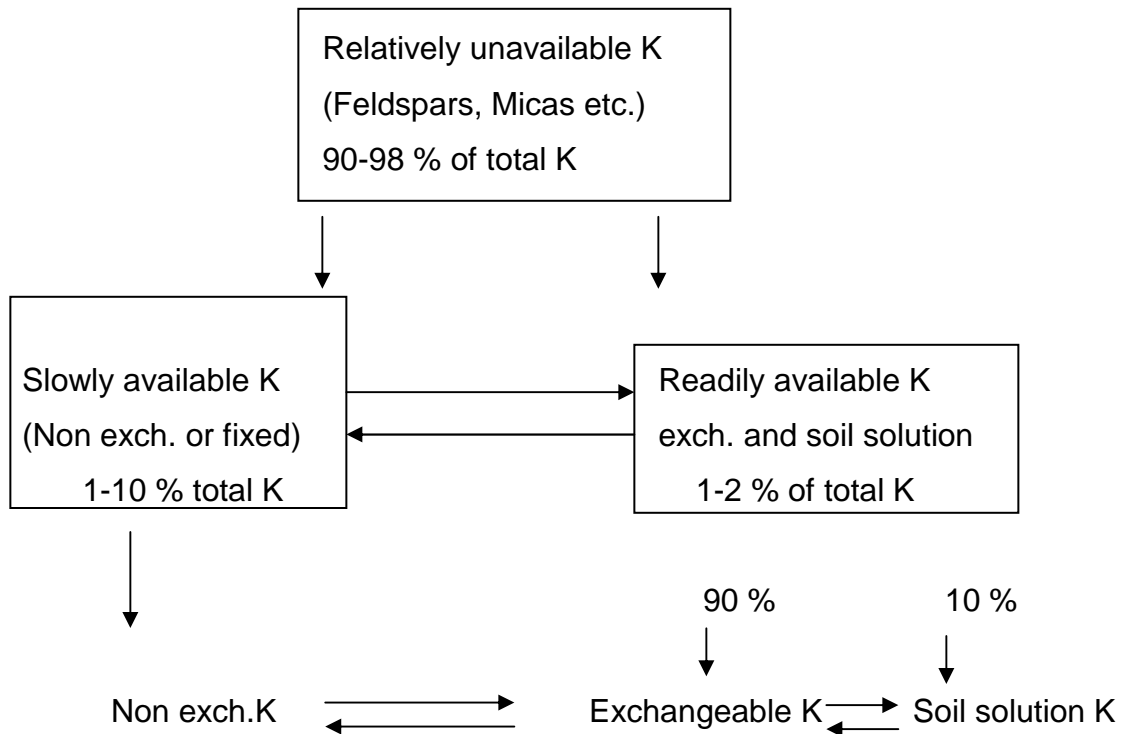 Relatively unavailable K
(Feldspars, Micas etc.)
90-98 % of total K
Slowly available K
(Non exch. or fixed)
1-10 % total K
Readily available K
exch. and soil solution
1-2 % of total K
90 %
10 %
Non exch.K
Exchangeable K
Soil solution K